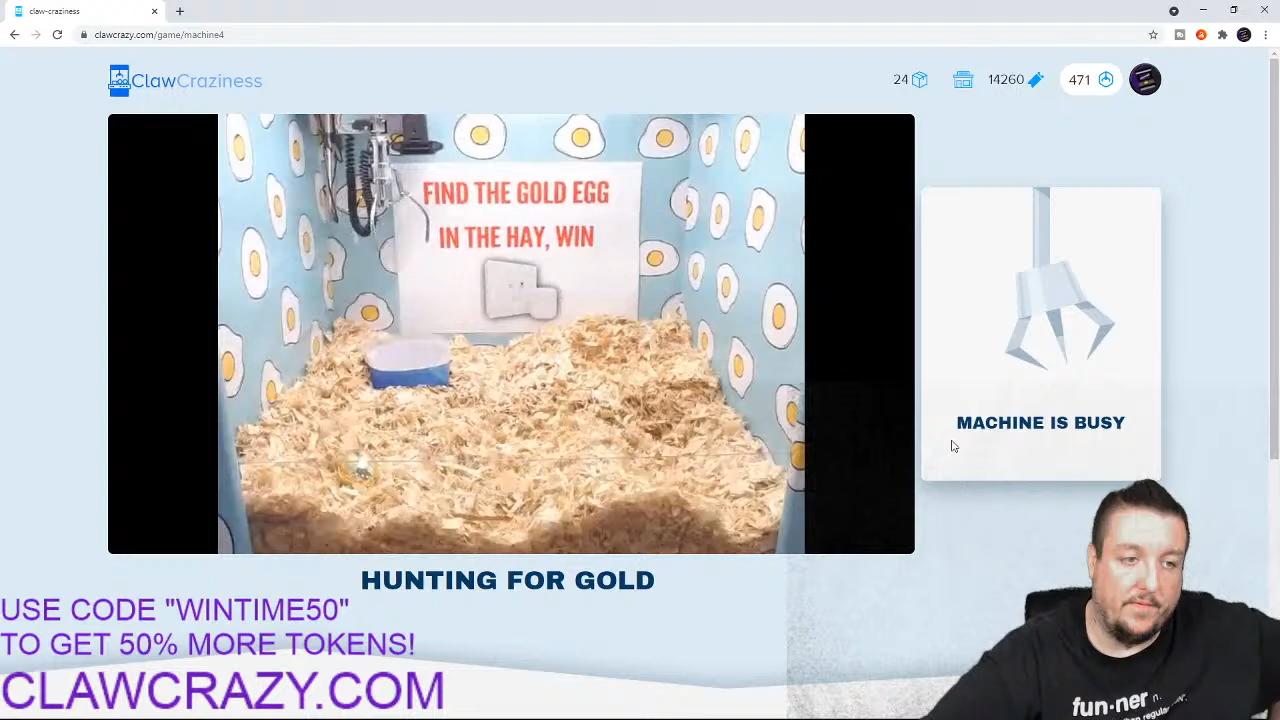 claw-craziness
clawcrazy.com/game/machine4
ClawCraziness
24
14260
471
FIND THE GOLD EGG
IN THE HAY, WIN
MACHINE IS BUSY
HUNTING FOR GOLD
USE CODE "WINTIME50"
TO GET 50% MORE TOKENS!
CLAWCRAZY.COM
fun·ner